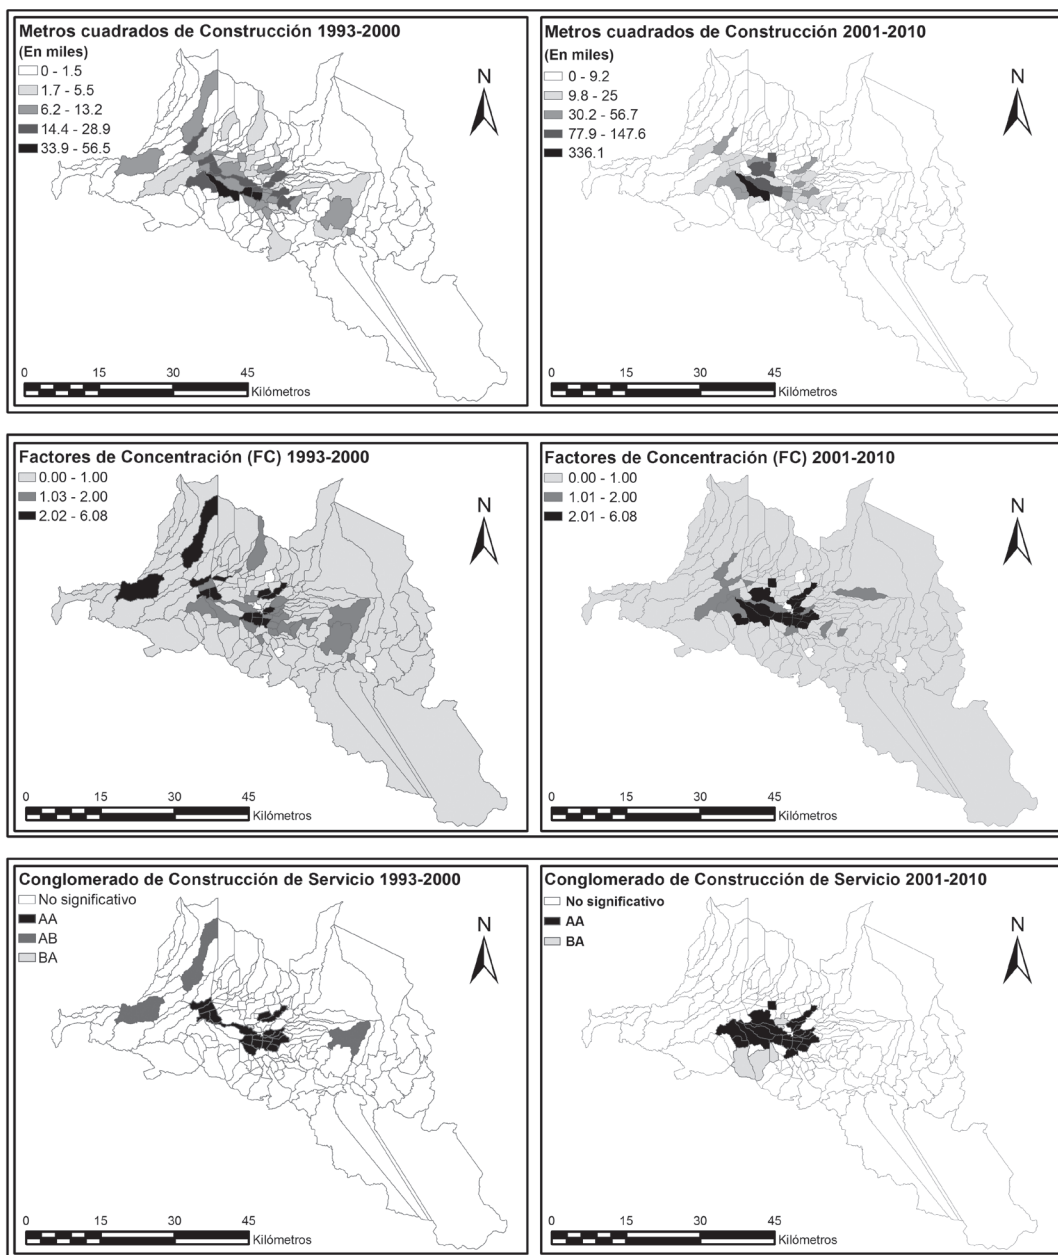 Metros cuadrados de Construcción 1993-2000
(En miles)
0 - 1.5
1.7 - 5.5
6.2 - 13.2
14.4 - 28.9
33.9 - 56.5
N
0 15 30 45
Kilómetros
Metros cuadrados de Construcción 2001-2010
(En miles)
0 - 9.2
9.8 - 25
30.2 - 56.7
77.9 - 147.6
336.1
N
0 15 30 45
Kilómetros
Factores de Concentración (FC) 1993-2000
0.00 - 1.00
1.03 - 2.00
2.02 - 6.08
N
0 15 30 45
Kilómetros
Factores de Concentración (FC) 2001-2010
0.00 - 1.00
1.01 - 2.00
2.01 - 6.08
N
0 15 30 45
Kilómetros
Conglomerado de Construcción de Servicio 1993-2000
No significativo
AA
AB
BA
N
0 15 30 45
Kilómetros
Conglomerado de Construcción de Servicio 2001-2010
No significativo
AA
BA
N
0 15 30 45
Kilómetros